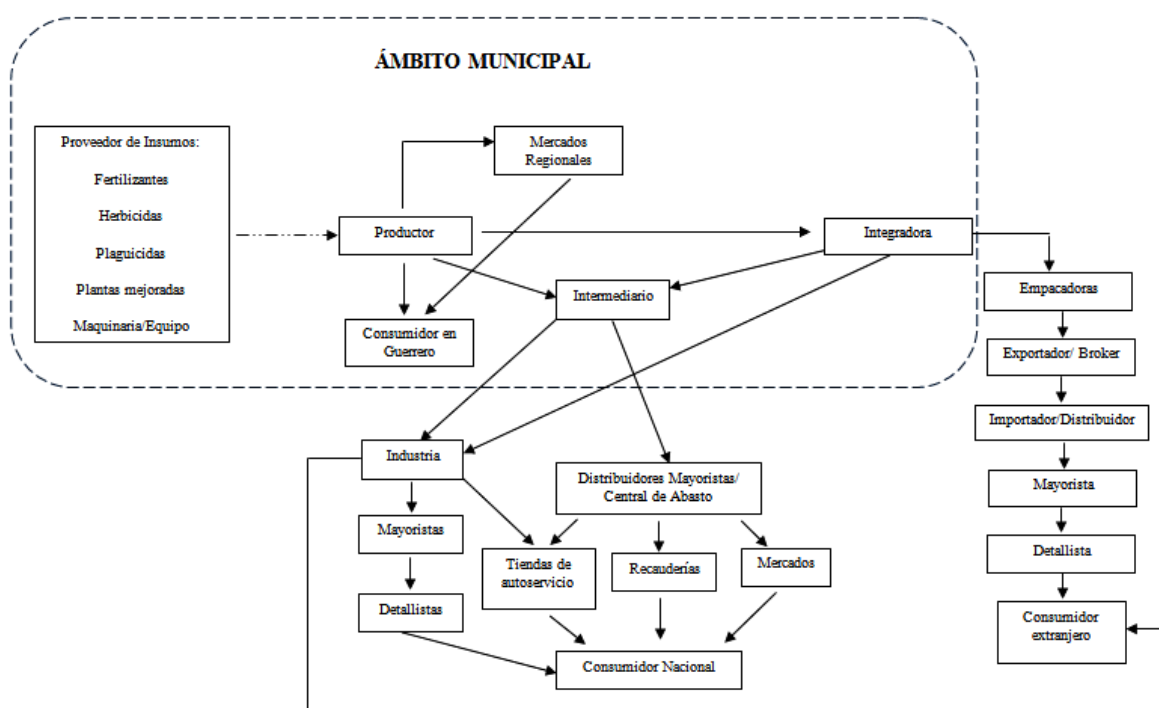 ÁMBITO MUNICIPAL
Proveedor de Insumos:
Fertilizantes
Herbicidas
Plaguicidas
Plantas mejoradas
Maquinaria/Equipo
Mercados
Regionales
Productor
Integradora
Intermediario
Consumidor en
Guerrero
Empacadoras
Exportador/ Broker
Importador/Distribuidor
Mayorista
Detallista
Consumidor
extranjero
Industria
Mayoristas
Detallistas
Distribuidores Mayoristas/
Central de Abasto
Tiendas de
autoservicio
Recauderías
Mercados
Consumidor Nacional